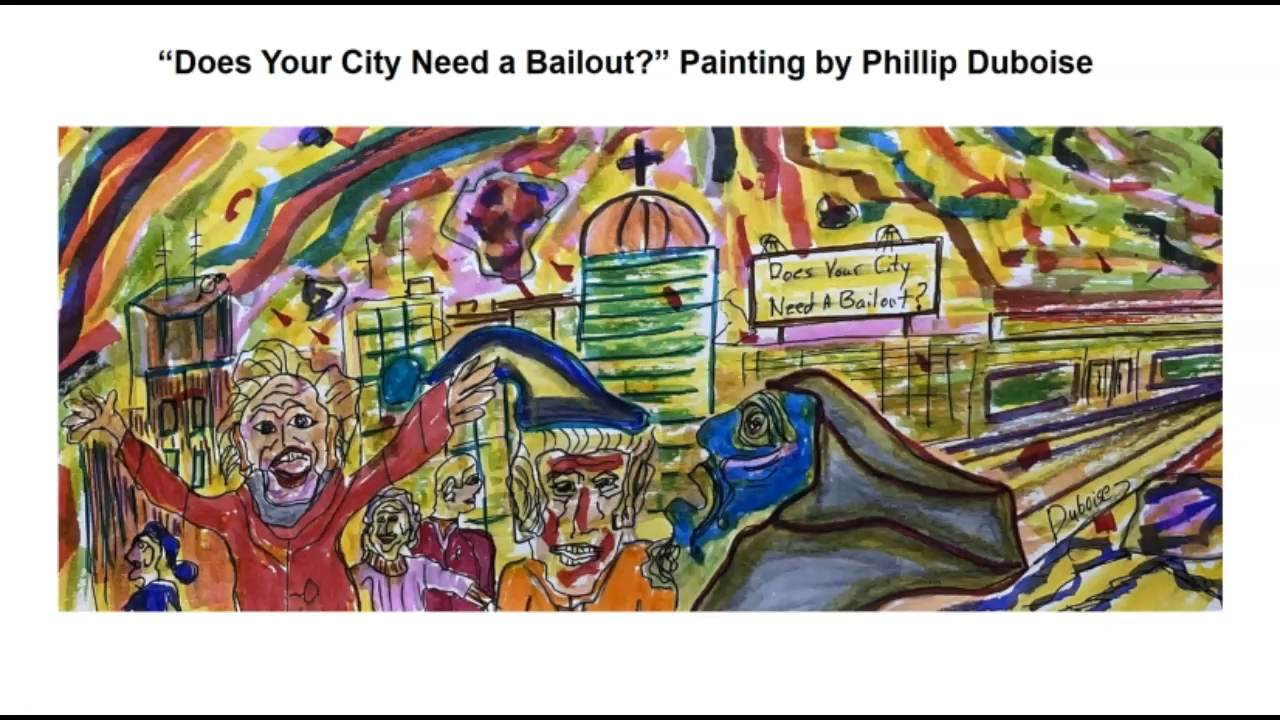 “Does Your City Need a Bailout?” Painting by Phillip Duboise
Does Your City
Need A Bailout?
Duboise